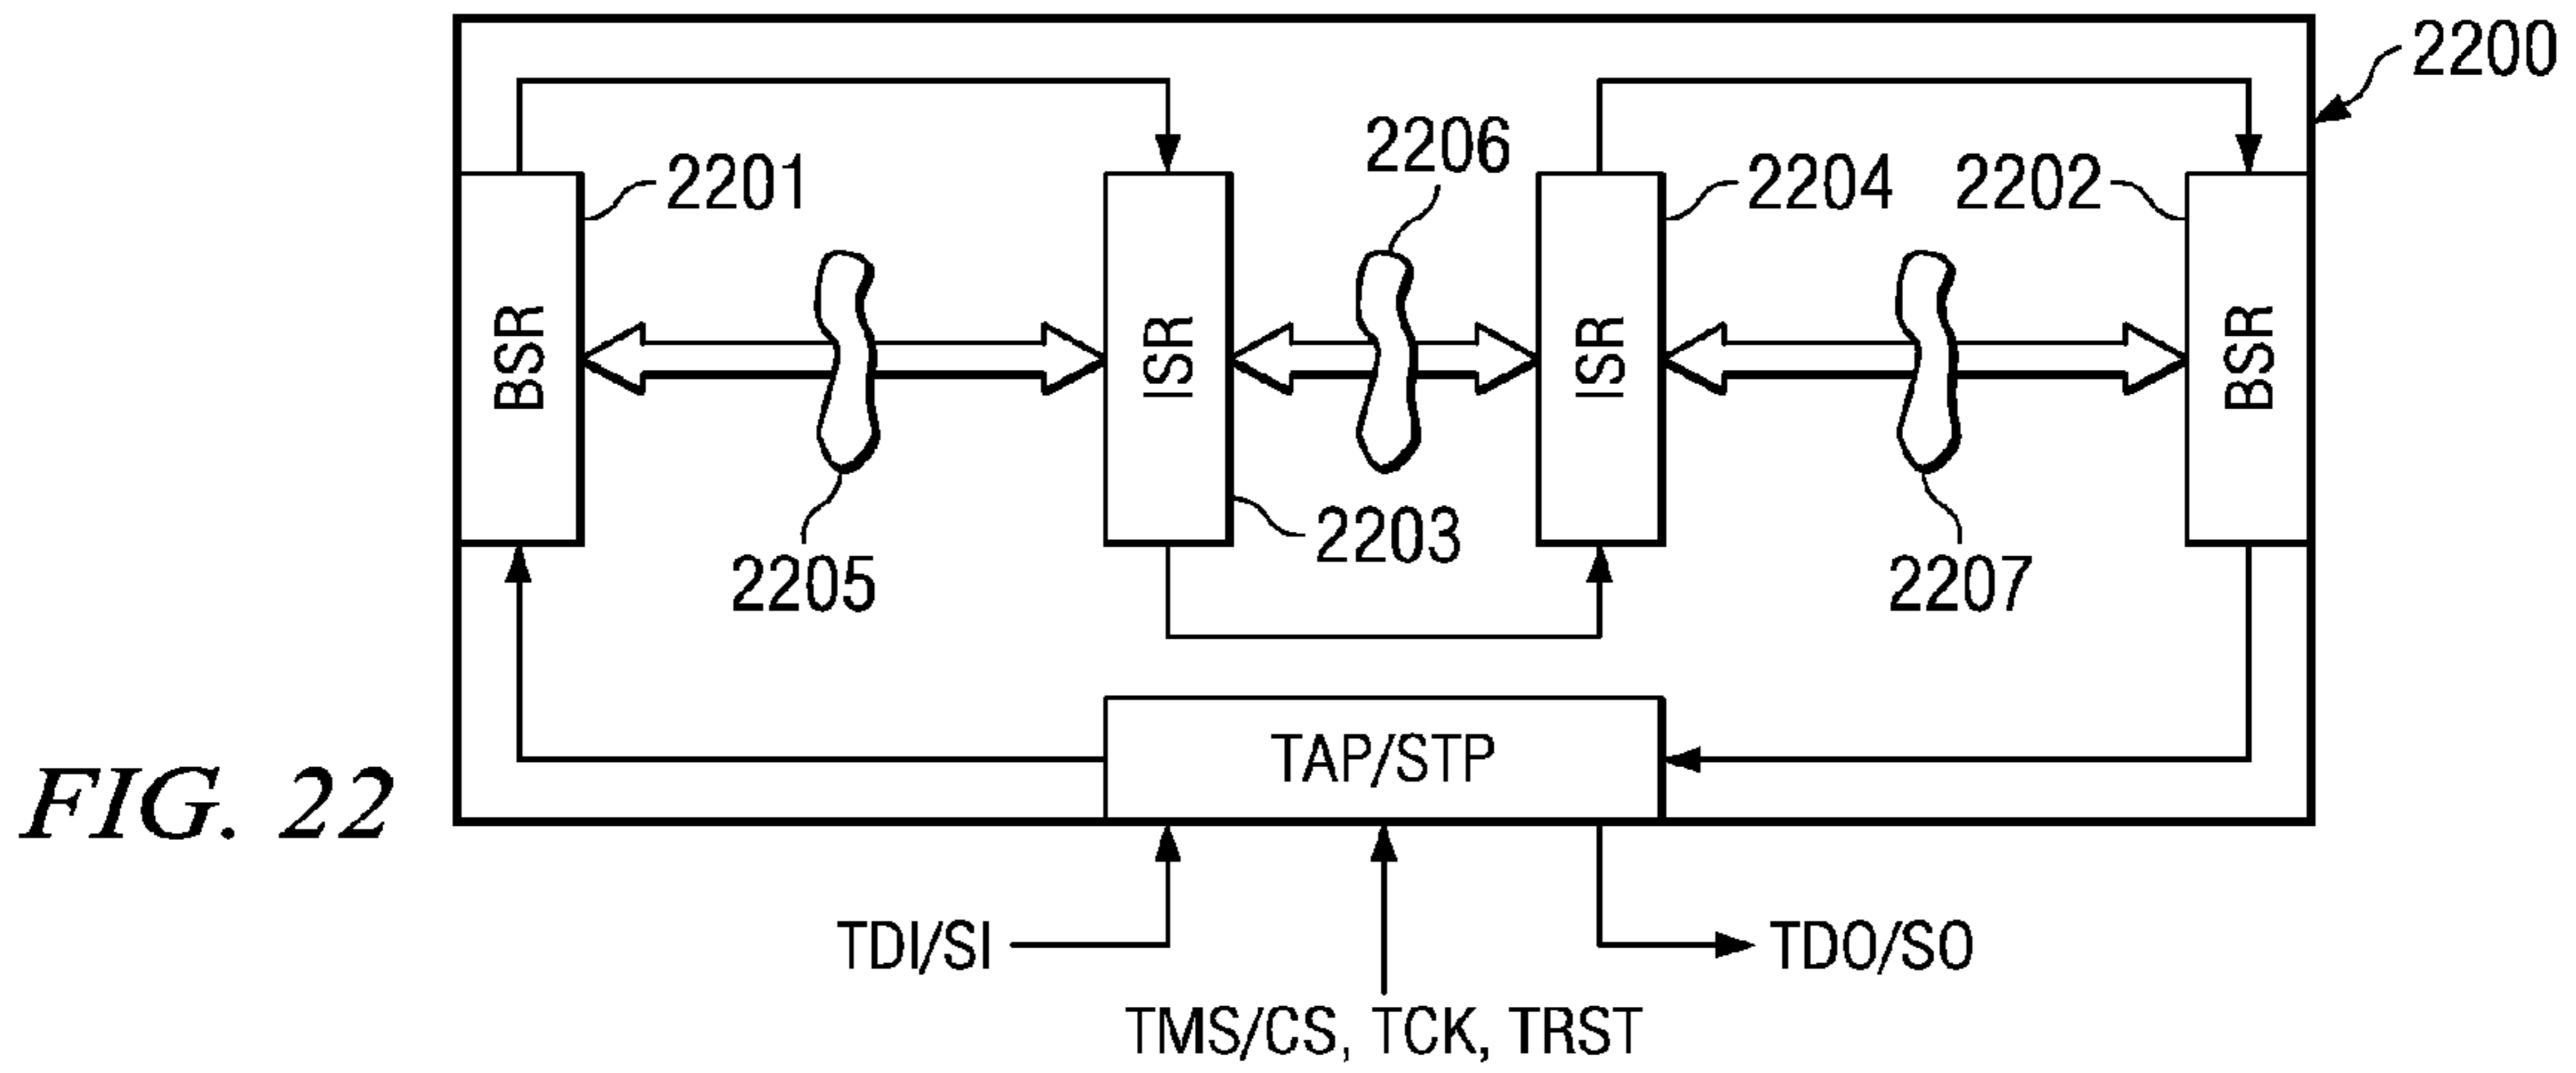 2200
2206
2201
2204
2202
BSR
ISR
ISR
BSR
2203
2205
2207
TAP/STP
FIG. 22
TDI/SI
TDO/SO
TMS/CS, TCK, TRST